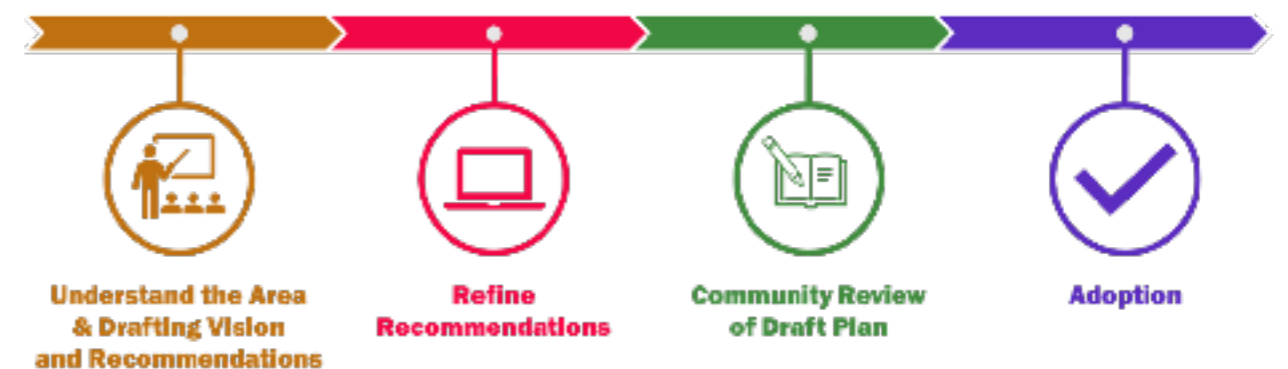 Understand the Area
& Drafting Vision
and Recommendations
Refine
Recommendations
Community Review
of Draft Plan
Adoption